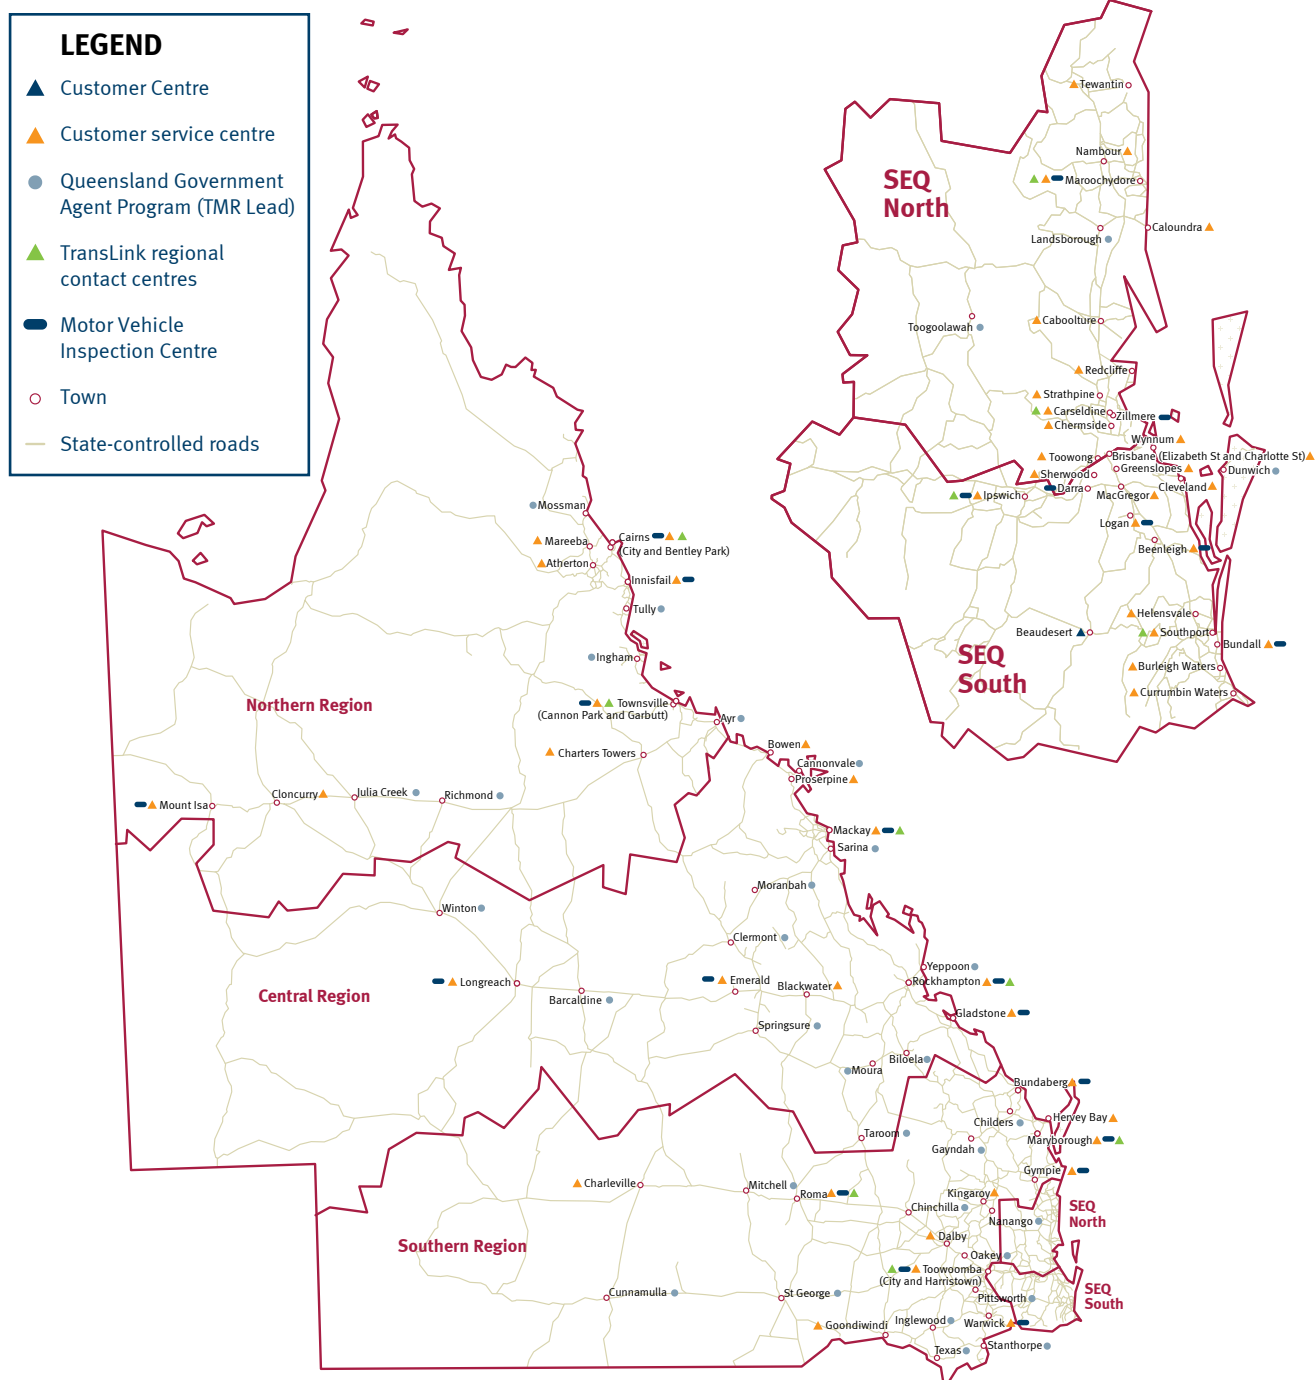 LEGEND
Customer Centre
Customer service centre
Queensland Government
Agent Program (TMR Lead)
TransLink regional
contact centres
Motor Vehicle
Inspection Centre
Town
State-controlled roads
SEQ
North
Tewantin
Nambour
Maroochydore
Caloundra
Landsborough
Toogoolawah
Caboolture
Redcliffe
Strathpine
Carseldine
Zillmere
Chermside
Wynnum
Toowong
Brisbane (Elizabeth St and Charlotte St)
Greenslopes
Dunwich
Sherwood
Darra
Cleveland
Ipswich
MacGregor
Logan
Beenleigh
Helensvale
Beaudesert
Southport
Bundall
SEQ
South
Burleigh Waters
Currumbin Waters
Mossman
Mareeba
Cairns
(City and Bentley Park)
Atherton
Innisfail
Tully
Ingham
Northern Region
Townsville
(Cannon Park and Garbutt)
Ayr
Bowen
Charters Towers
Cannonvale
Proserpine
Mount Isa
Cloncurry
Julia Creek
Richmond
Mackay
Sarina
Moranbah
Winton
Clermont
Yeppoon
Longreach
Emerald
Blackwater
Rockhampton
Central Region
Barcaldine
Gladstone
Springsure
Biloela
Moura
Bundaberg
Childers
Hervey Bay
Taroom
Gayndah
Maryborough
Gympie
Charleville
Mitchell
Roma
Kingaroy
Chinchilla
Nanango
SEQ
North
Dalby
Southern Region
Oakey
Toowoomba
(City and Harristown)
Cunnamulla
St George
Pittsworth
SEQ
South
Goondiwindi
Inglewood
Warwick
Texas
Stanthorpe